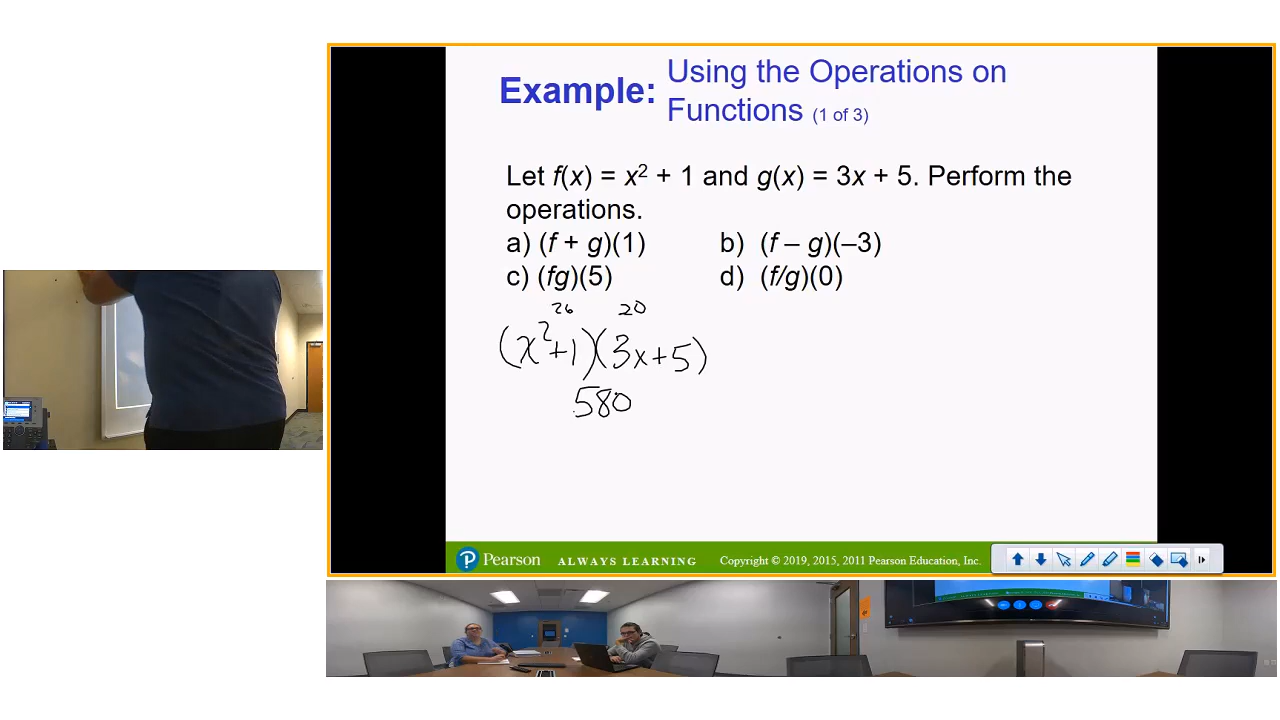 Example: Using the Operations on
Functions (1 of 3)
Let f(x) = x² + 1 and g(x) = 3x + 5. Perform the
operations.
a) (f + g)(1) b) (f – g)(–3)
c) (fg)(5) d) (f/g)(0)
26 20
(x²+1)(3x+5)
580
P Pearson ALWAYS LEARNING Copyright © 2019, 2015, 2011 Pearson Education, Inc.